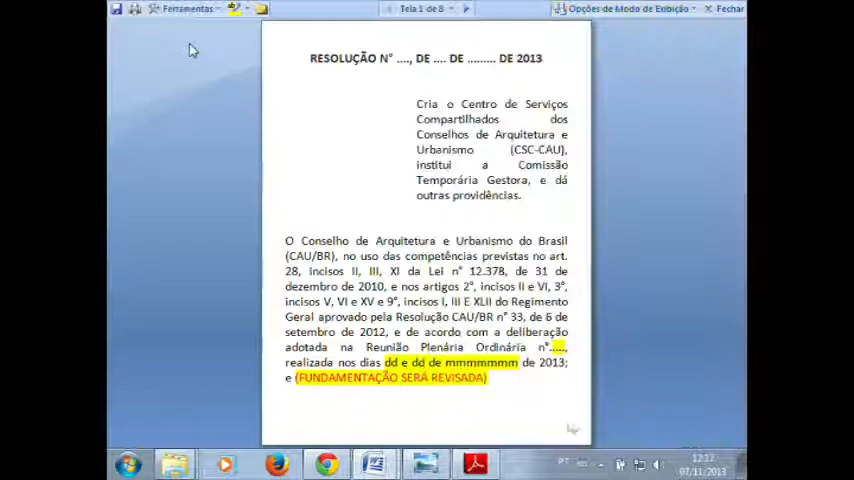 Ferramentas
Tela 1 de 8
Opções de Modo de Exibição
Fechar
RESOLUÇÃO N° ...., DE .... DE ......... DE 2013
Cria o Centro de Serviços
Compartilhados dos
Conselhos de Arquitetura e
Urbanismo (CSC-CAU),
institui a Comissão
Temporária Gestora, e dá
outras providências.
O Conselho de Arquitetura e Urbanismo do Brasil
(CAU/BR), no uso das competências previstas no art.
28, incisos II, III, XI da Lei n° 12.378, de 31 de
dezembro de 2010, e nos artigos 2°, incisos II e VI, 3°,
incisos V, VI e XV e 9°, incisos I, III E XLII do Regimento
Geral aprovado pela Resolução CAU/BR n° 33, de 6 de
setembro de 2012, e de acordo com a deliberação
adotada na Reunião Plenária Ordinária n°.....,
realizada nos dias dd e dd de mmmmmmm de 2013;
e (FUNDAMENTAÇÃO SERÁ REVISADA)
PT
12:17
07/11/2013